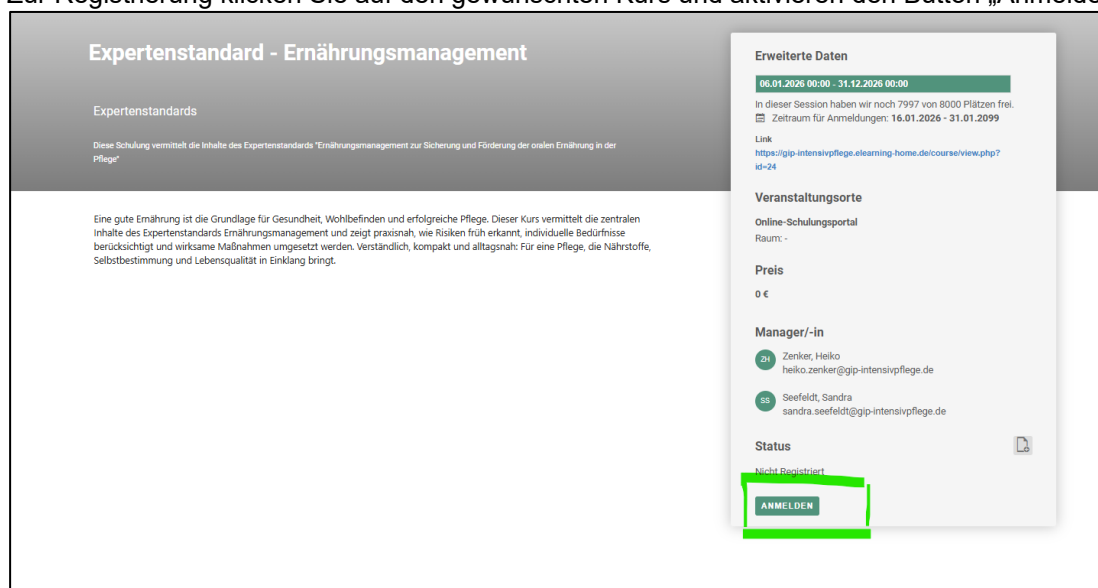 Zur Registrierung klicken Sie auf den gewünschten Kurs und aktivieren den Button „Anmelde
Expertenstandard - Ernährungsmanagement
Expertenstandards
Diese Schulung vermittelt die Inhalte des Expertenstandards "Ernährungsmanagement zur Sicherung und Förderung der oralen Ernährung in der
Pflege"
Eine gute Ernährung ist die Grundlage für Gesundheit, Wohlbefinden und erfolgreiche Pflege. Dieser Kurs vermittelt die zentralen
Inhalte des Expertenstandards Ernährungsmanagement und zeigt praxisnah, wie Risiken früh erkannt, individuelle Bedürfnisse
berücksichtigt und wirksame Maßnahmen umgesetzt werden. Verständlich, kompakt und alltagsnah: Für eine Pflege, die Nährstoffe,
Selbstbestimmung und Lebensqualität in Einklang bringt.
Erweiterte Daten
06.01.2026 00:00 - 31.12.2026 00:00
In dieser Session haben wir noch 7997 von 8000 Plätzen frei.
Zeitraum für Anmeldungen: 16.01.2026 - 31.01.2099
Link
https://gip-intensivpflege.elearning-home.de/course/view.php?
id=24
Veranstaltungsorte
Online-Schulungsportal
Raum: -
Preis
0 €
Manager/-in
ZH
Zenker, Heiko
heiko.zenker@gip-intensivpflege.de
SS
Seefeldt, Sandra
sandra.seefeldt@gip-intensivpflege.de
Status
Nicht Registriert
ANMELDEN